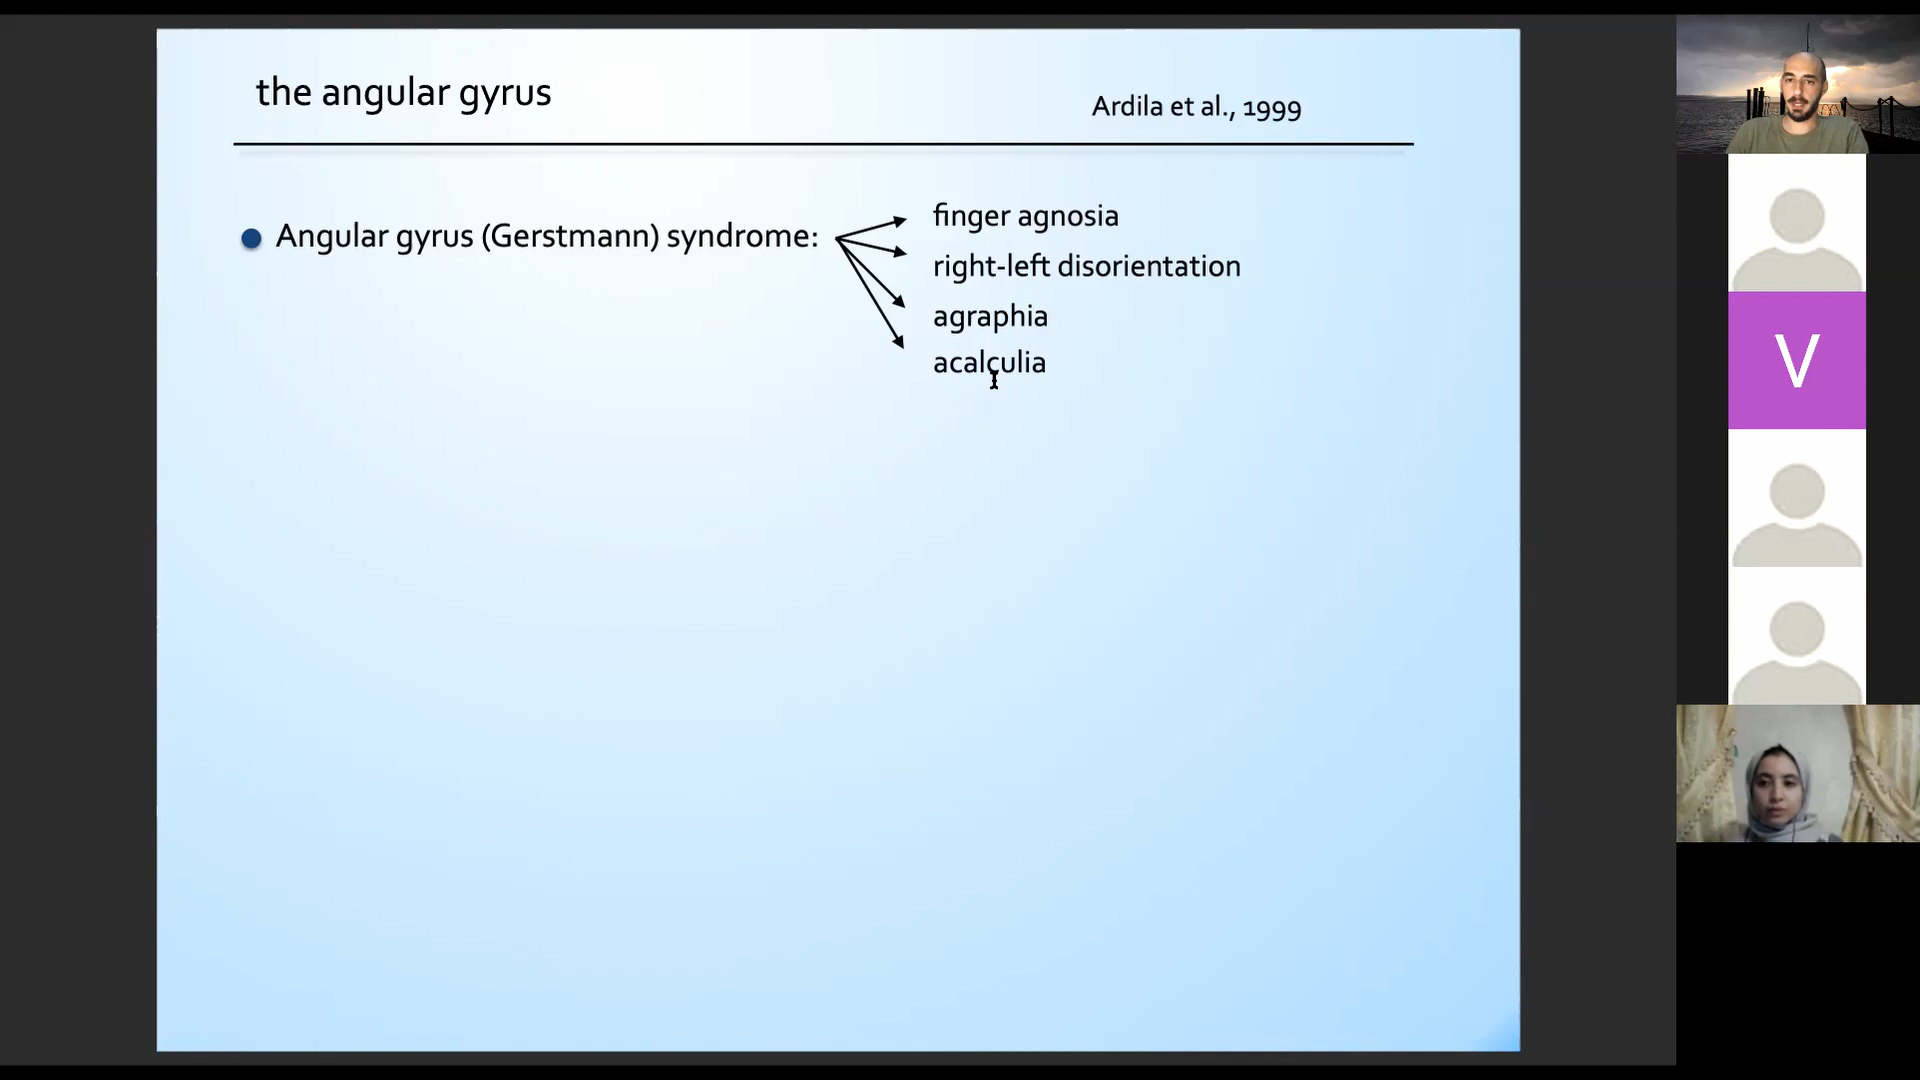 the angular gyrus
Ardila et al., 1999
Angular gyrus (Gerstmann) syndrome:
finger agnosia
right-left disorientation
agraphia
acalculia
V